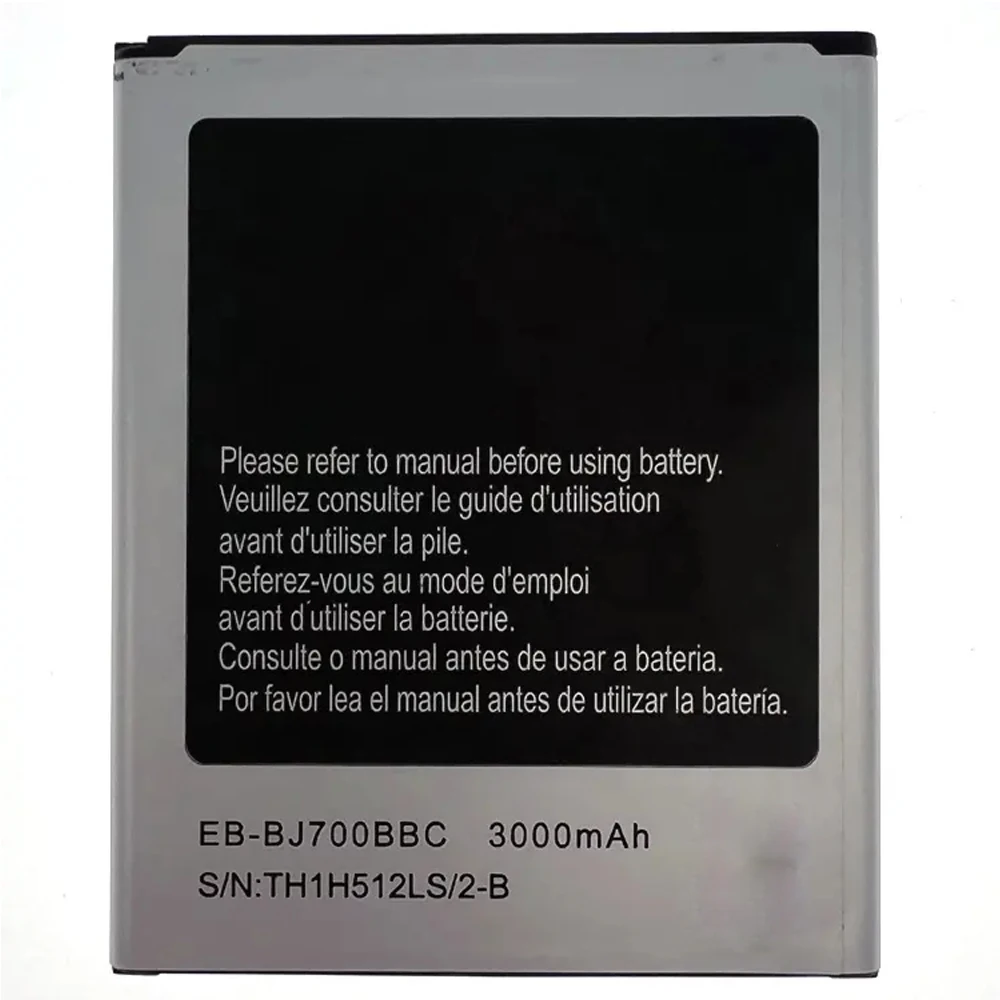 Please refer to manual before using battery.
Veuillez consulter le guide d'utilisation
avant d'utiliser la pile.
Referez-vous au mode d'emploi
avant d'utiliser la batterie.
Consulte o manual antes de usar a bateria.
Por favor lea el manual antes de utilizar la batería.
EB-BJ700BBC 3000mAh
S/N:TH1H512LS/2-B